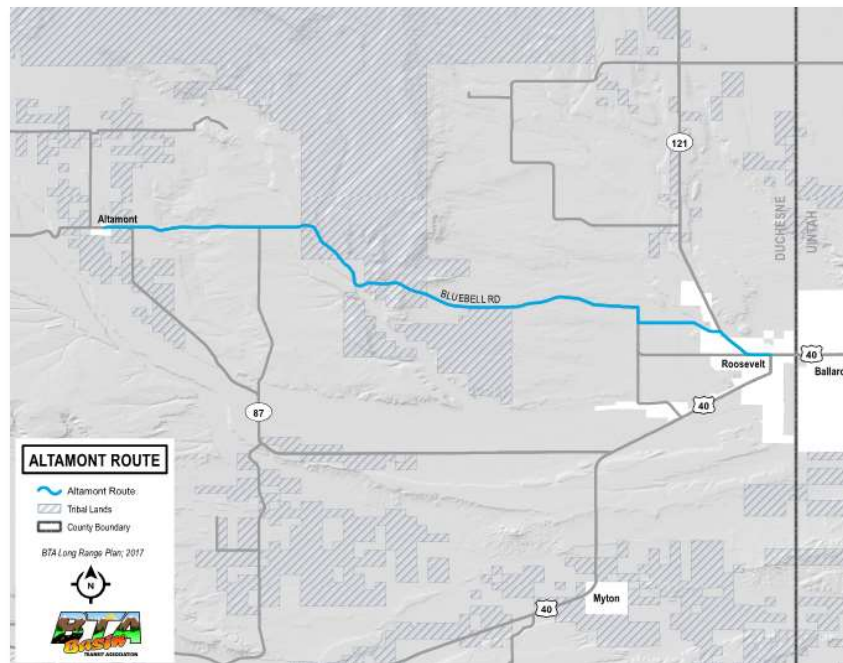 121
DUCHESNE
UINTAH
Altamont
BLUEBELL RD
40
Roosevelt
Ballard
40
87
ALTAMONT ROUTE
Altamont Route
Tribal Lands
County Boundary
BTA Long Range Plan; 2017
N
BTA
Basin
TRANSIT ASSOCIATION
40
Myton